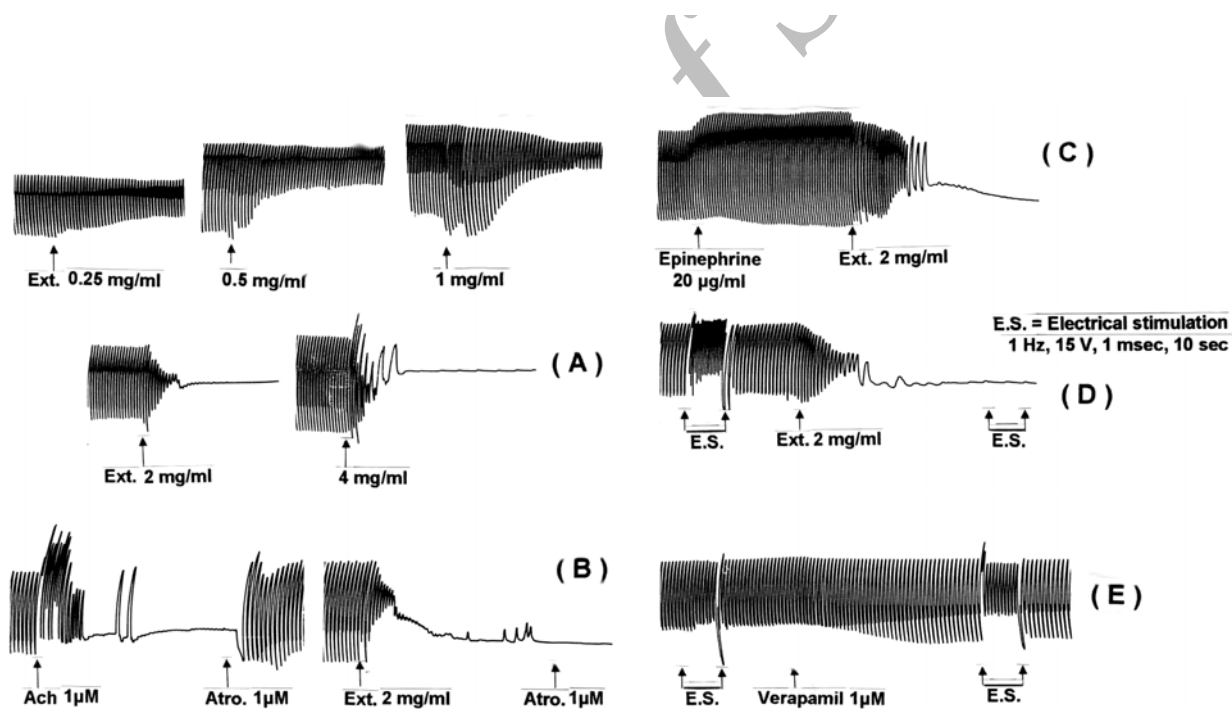 Ext. 0.25 mg/ml
0.5 mg/ml
1 mg/ml
Ext. 2 mg/ml
4 mg/ml
( A )
Ach 1µM
Atro. 1µM
Ext. 2 mg/ml
Atro. 1µM
( B )
Epinephrine
20 µg/ml
Ext. 2 mg/ml
( C )
E.S. = Electrical stimulation
1 Hz, 15 V, 1 msec, 10 sec
( D )
E.S.
Ext. 2 mg/ml
E.S.
( E )
E.S.
Verapamil 1µM
E.S.